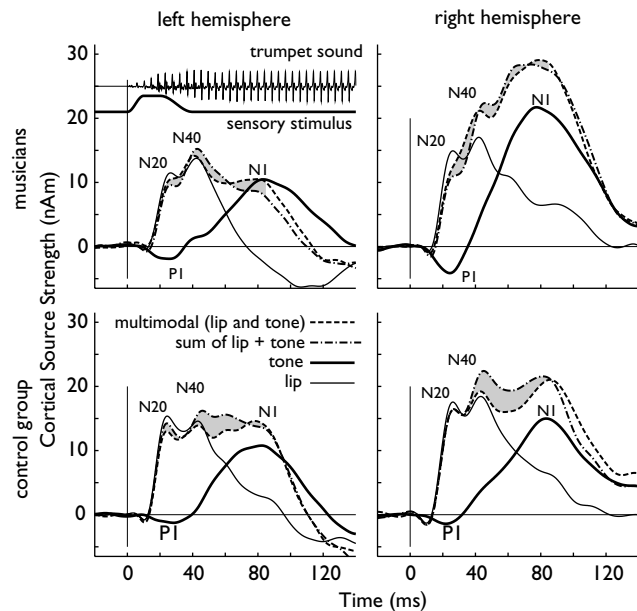 left hemisphere
right hemisphere
musicians
control group
Cortical Source Strength (nAm)
30
20
10
0
trumpet sound
sensory stimulus
N20
N40
N1
P1
N20
N40
N1
P1
30
20
10
0
multimodal (lip and tone)
sum of lip + tone
tone
lip
N20
N40
N1
P1
N20
N40
N1
P1
0 40 80 120
0 40 80 120
Time (ms)